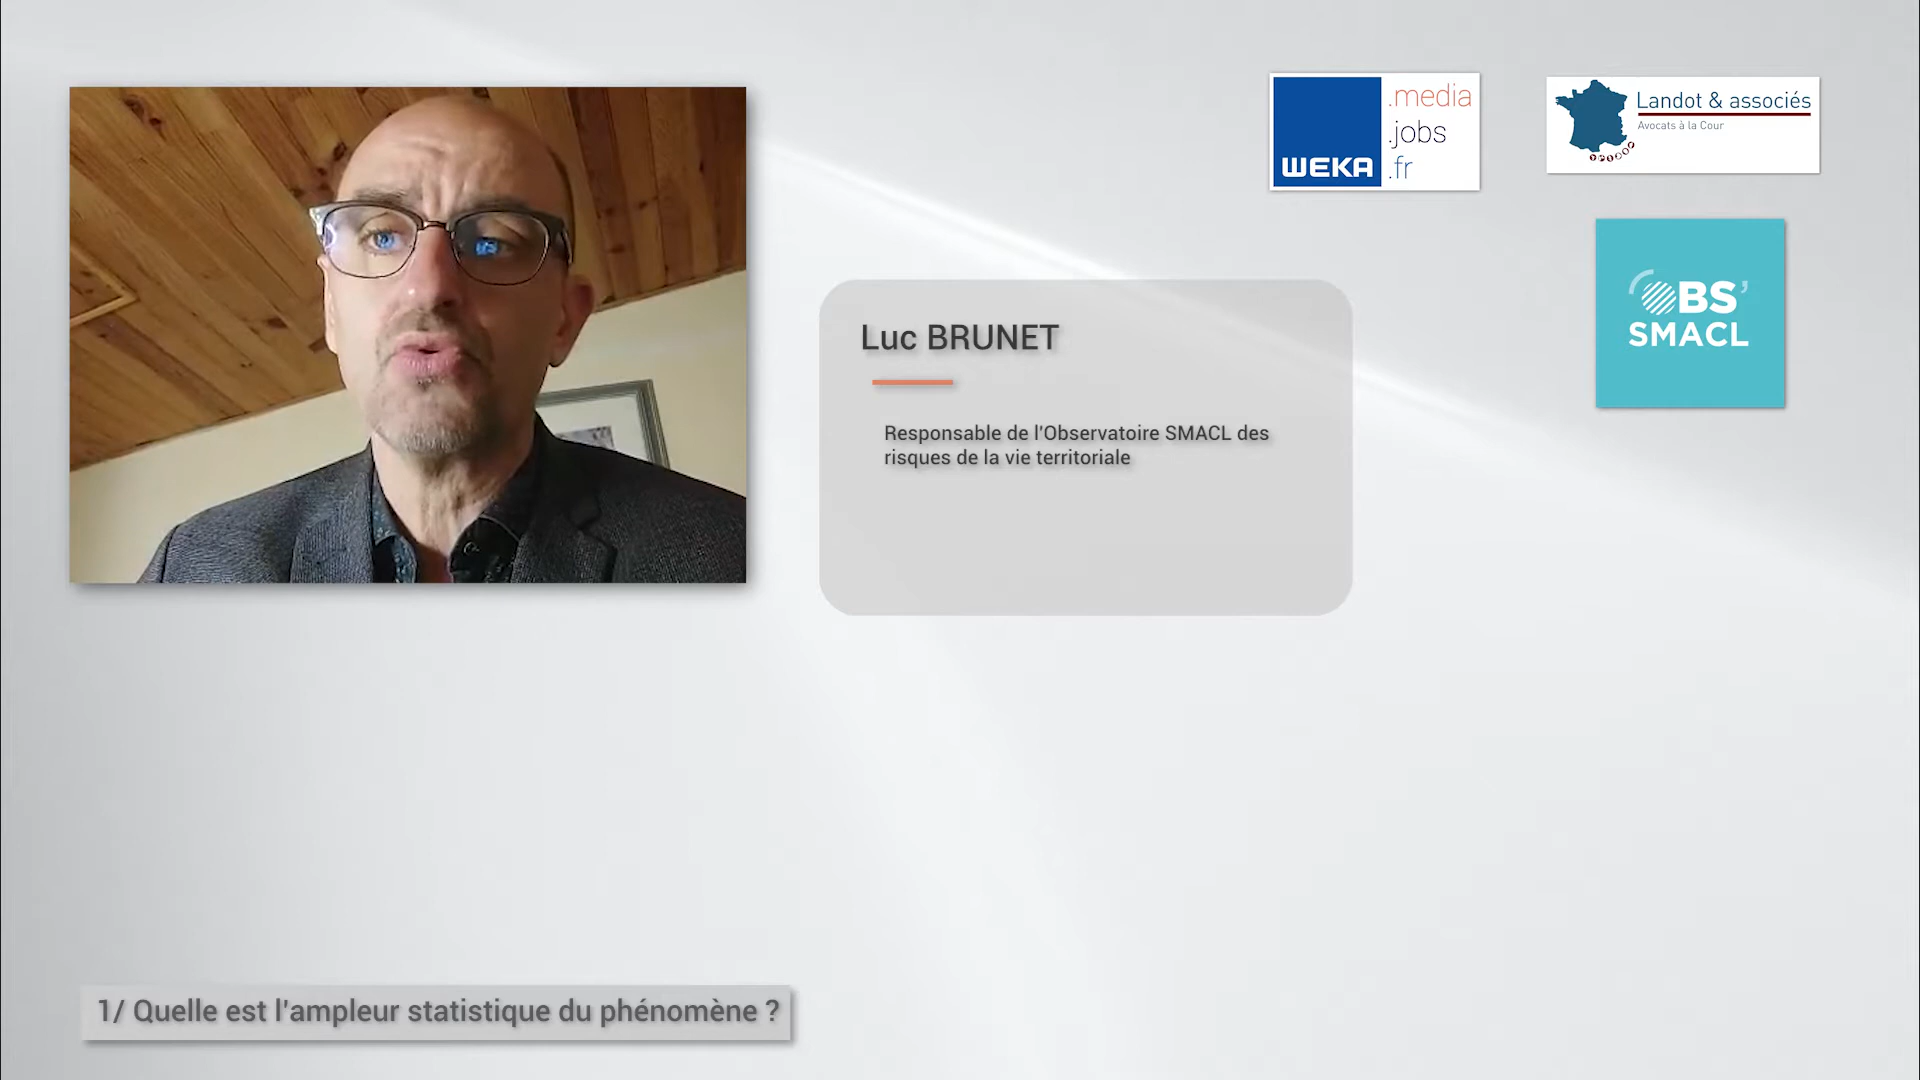 WEKA
.media
.jobs
.fr
Landot & associés
Avocats à la Cour
OBS'
SMACL
Luc BRUNET
Responsable de l'Observatoire SMACL des
risques de la vie territoriale
1/ Quelle est l'ampleur statistique du phénomène ?